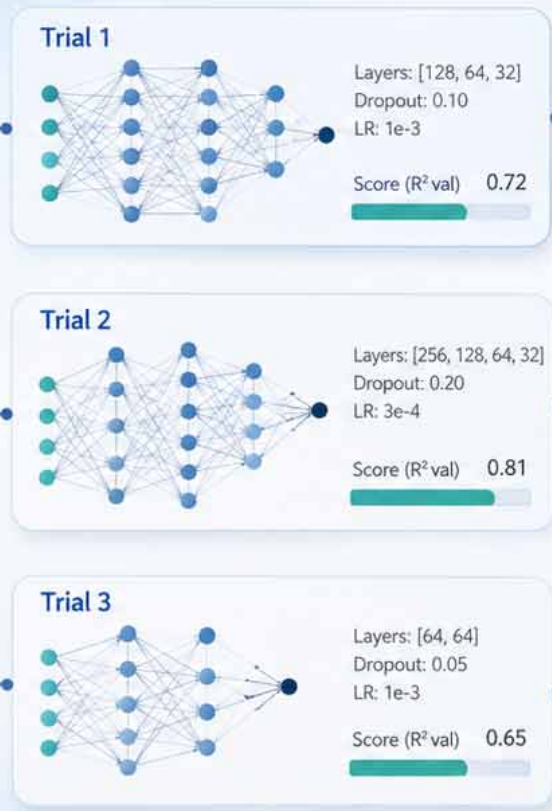 Trial 1
Layers: [128, 64, 32]
Dropout: 0.10
LR: 1e-3
Score (R² val) 0.72
Trial 2
Layers: [256, 128, 64, 32]
Dropout: 0.20
LR: 3e-4
Score (R² val) 0.81
Trial 3
Layers: [64, 64]
Dropout: 0.05
LR: 1e-3
Score (R² val) 0.65